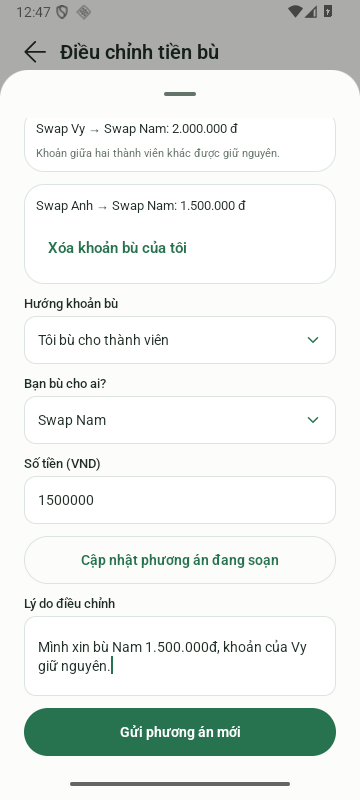 12:47
Điều chỉnh tiền bù
Swap Vy → Swap Nam: 2.000.000 đ
Khoản giữa hai thành viên khác được giữ nguyên.
Swap Anh → Swap Nam: 1.500.000 đ
Xóa khoản bù của tôi
Hướng khoản bù
Tôi bù cho thành viên
Bạn bù cho ai?
Swap Nam
Số tiền (VND)
1500000
Cập nhật phương án đang soạn
Lý do điều chỉnh
Mình xin bù Nam 1.500.000đ, khoản của Vy
giữ nguyên.
Gửi phương án mới